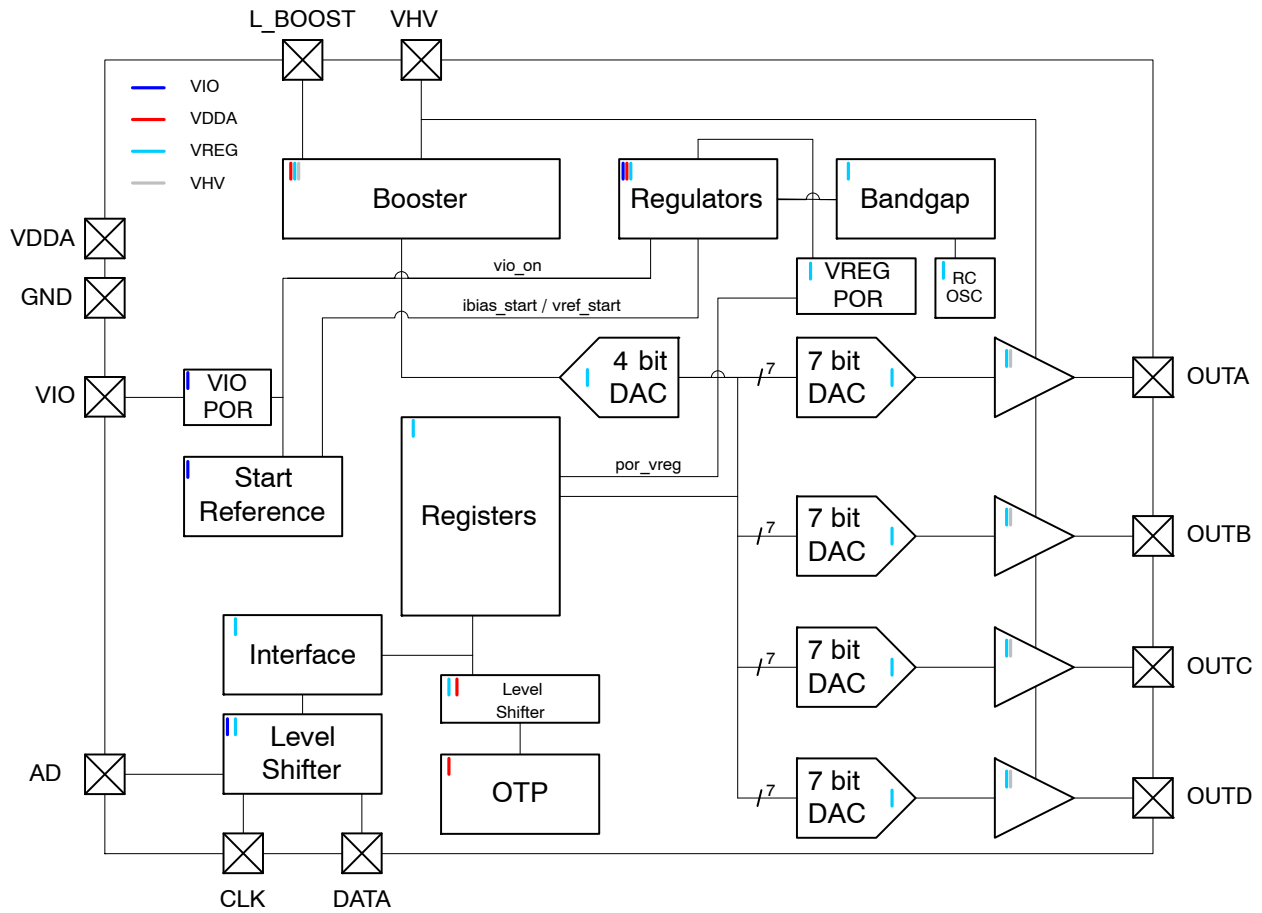 L_BOOST
VHV
VIO
VDDA
VREG
VHV
Booster
Regulators
Bandgap
VDDA
GND
vio_on
VREG
POR
RC
OSC
ibias_start / vref_start
4 bit
DAC
7
7 bit
DAC
OUTA
VIO
VIO
POR
Start
Reference
por_vreg
Registers
7
7 bit
DAC
OUTB
Interface
7
7 bit
DAC
OUTC
Level
Shifter
Level
Shifter
AD
OTP
7
7 bit
DAC
OUTD
CLK
DATA